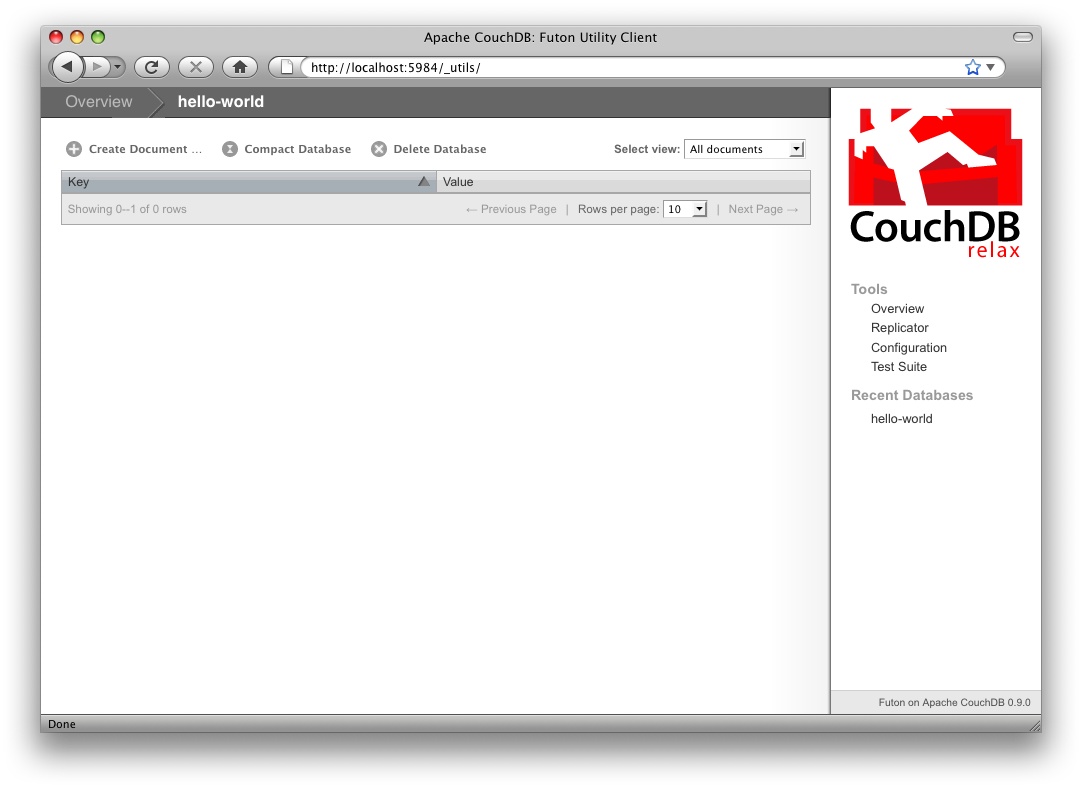 Apache CouchDB: Futon Utility Client
http://localhost:5984/_utils/
Overview hello-world
Create Document ... Compact Database Delete Database Select view: All documents
Key Value
Showing 0--1 of 0 rows ← Previous Page | Rows per page: 10 | Next Page →
CouchDB
relax
Tools
Overview
Replicator
Configuration
Test Suite
Recent Databases
hello-world
Futon on Apache CouchDB 0.9.0
Done